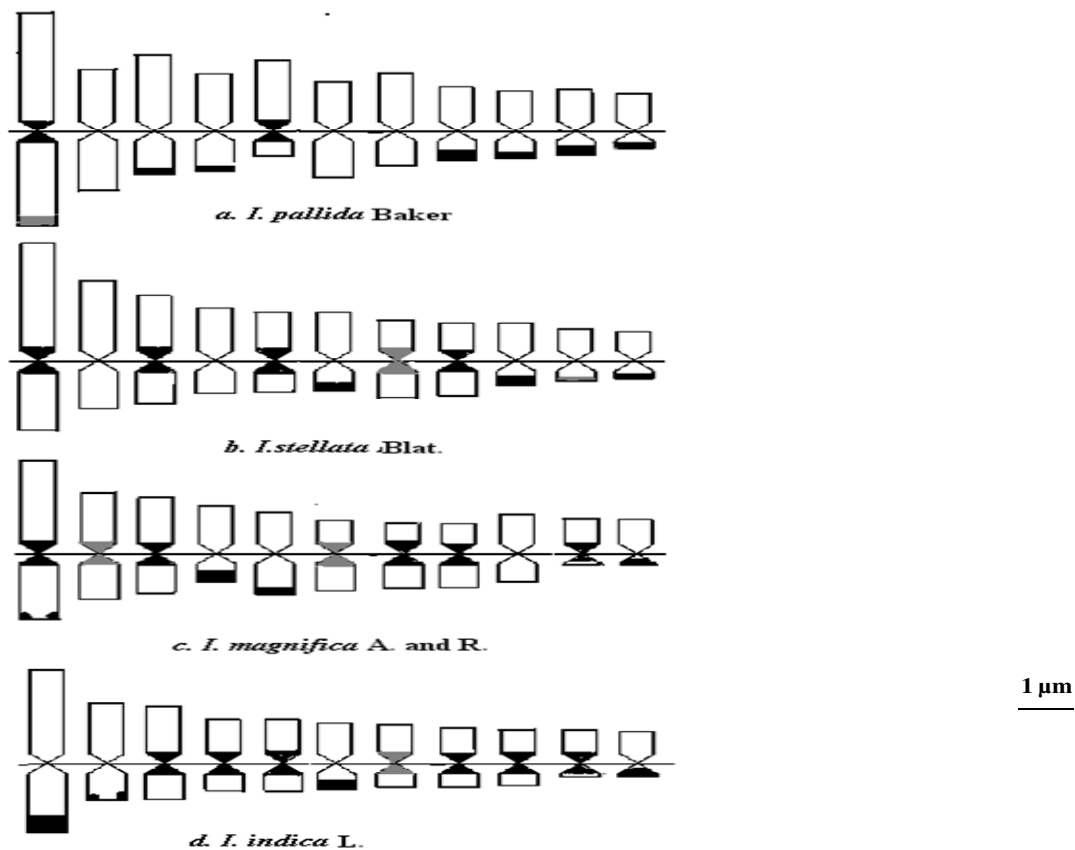 a. I. pallida Baker
b. I.stellata Blat.
c. I. magnifica A. and R.
1 µm
d. I. indica L.